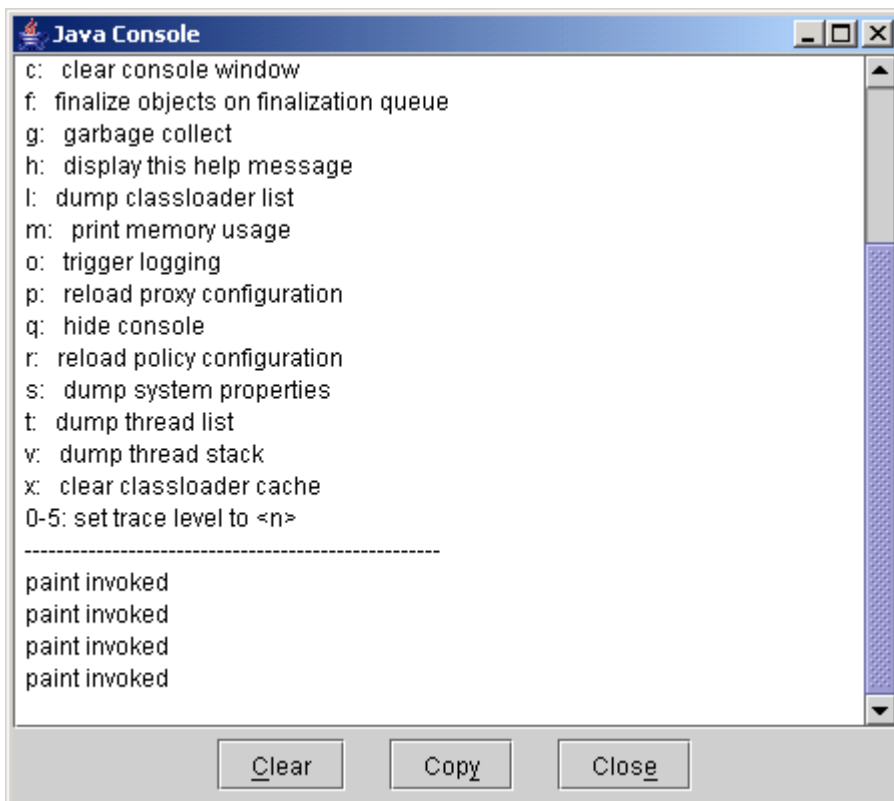 Java Console
c:   clear console window
f:   finalize objects on finalization queue
g:   garbage collect
h:   display this help message
l:   dump classloader list
m:   print memory usage
o:   trigger logging
p:   reload proxy configuration
q:   hide console
r:   reload policy configuration
s:   dump system properties
t:   dump thread list
v:   dump thread stack
x:   clear classloader cache
0-5: set trace level to <n>
----------------------------------------------------
paint invoked
paint invoked
paint invoked
paint invoked
Clear Copy Close